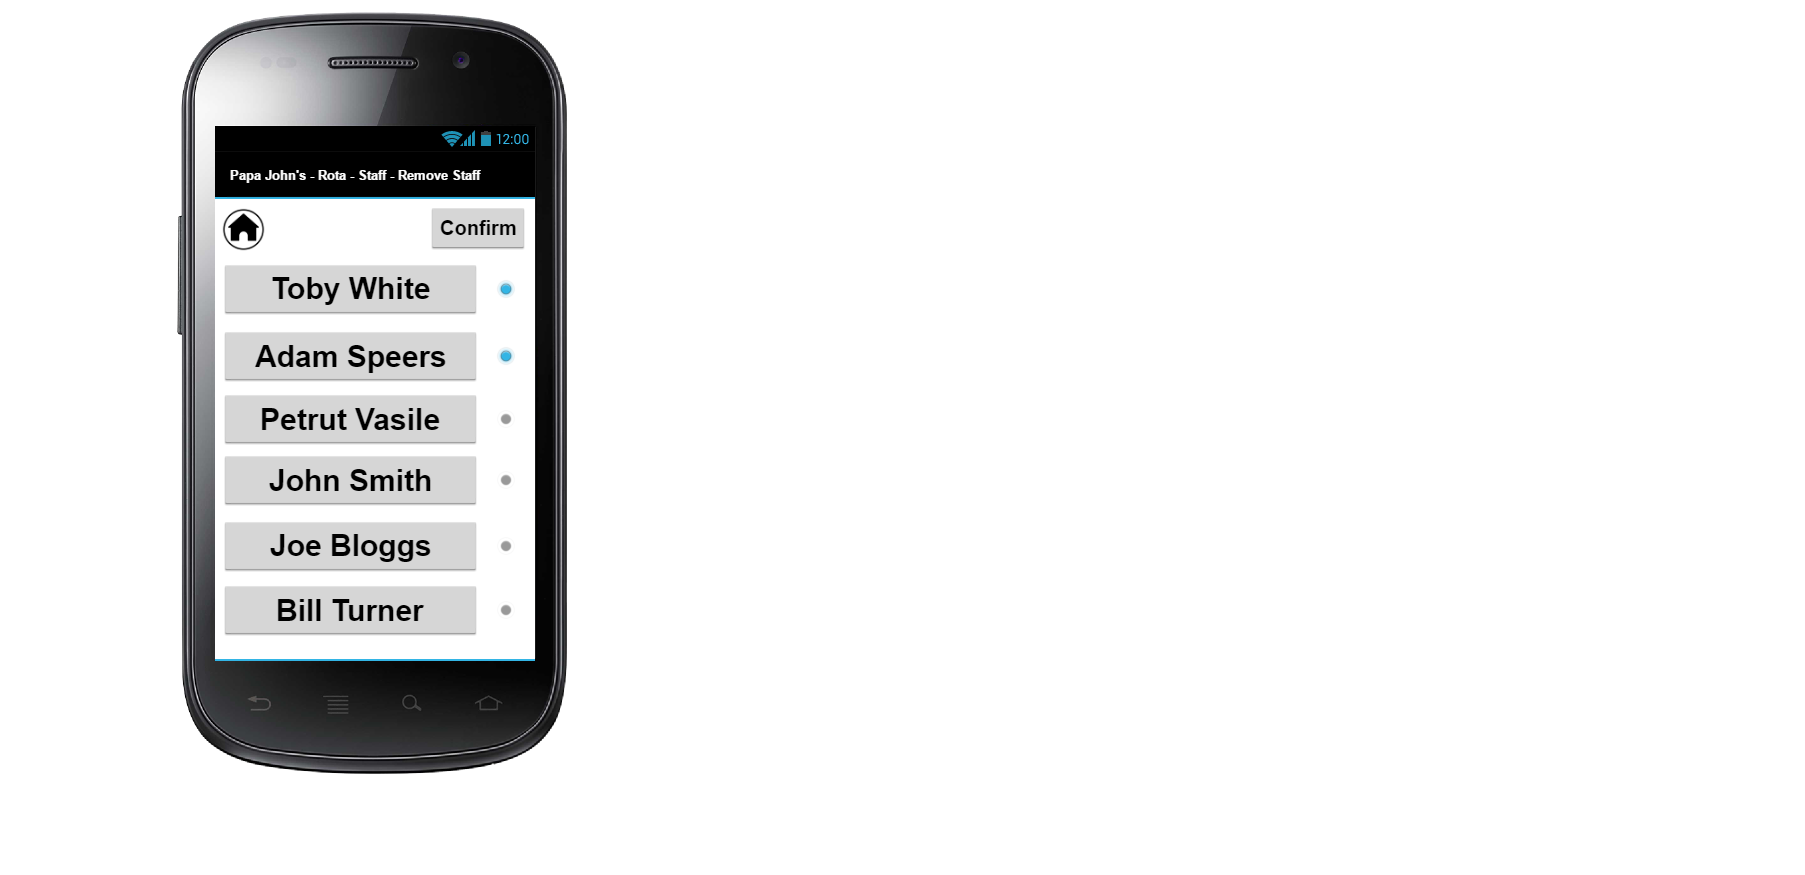 12:00
Papa John's - Rota - Staff - Remove Staff
Confirm
Toby White
Adam Speers
Petrut Vasile
John Smith
Joe Bloggs
Bill Turner